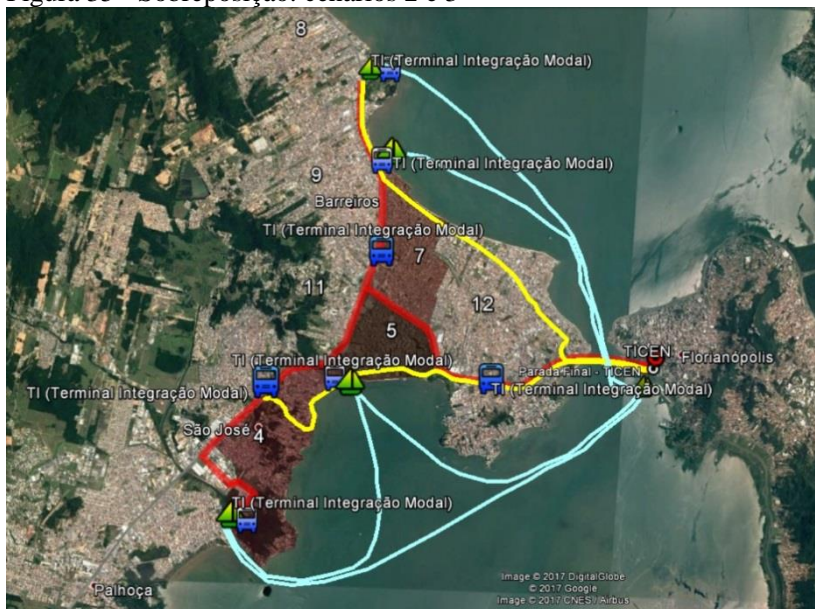 Figura 35 - Sobreposição: cenários 2 e 3
8
TI (Terminal Integração Modal)
9
TI (Terminal Integração Modal)
Barreiros
TI (Terminal Integração Modal)
7
11
12
5
TI (Terminal Integração Modal)
TICEN
Florianópolis
Parada Final - TICEN
TI (Terminal Integração Modal)
TI (Terminal Integração Modal)
São José
4
TI (Terminal Integração Modal)
Palhoça
Image © 2017 DigitalGlobe
© 2017 Google
Image © 2017 CNES / Airbus